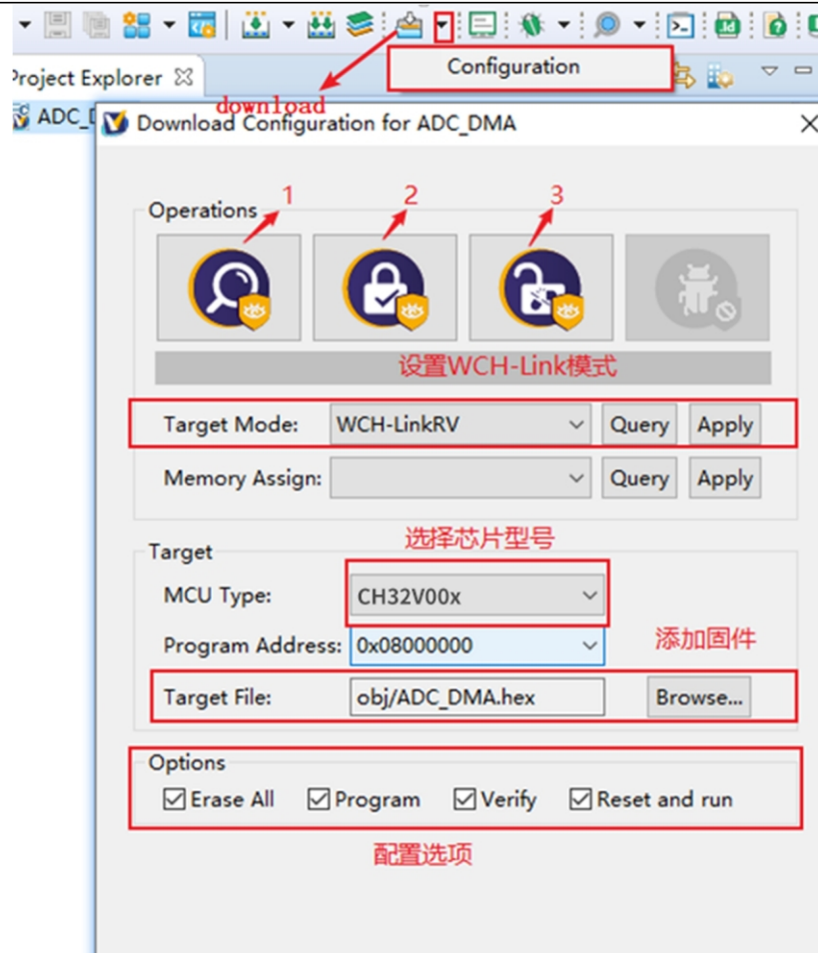 Configuration
Project Explorer
download
ADC_D
Download Configuration for ADC_DMA
Operations
1
2
3
设置WCH-Link模式
Target Mode: WCH-LinkRV Query Apply
Memory Assign: Query Apply
选择芯片型号
Target
MCU Type: CH32V00x
添加固件
Program Address: 0x08000000
Target File: obj/ADC_DMA.hex Browse...
Options
Erase All Program Verify Reset and run
配置选项